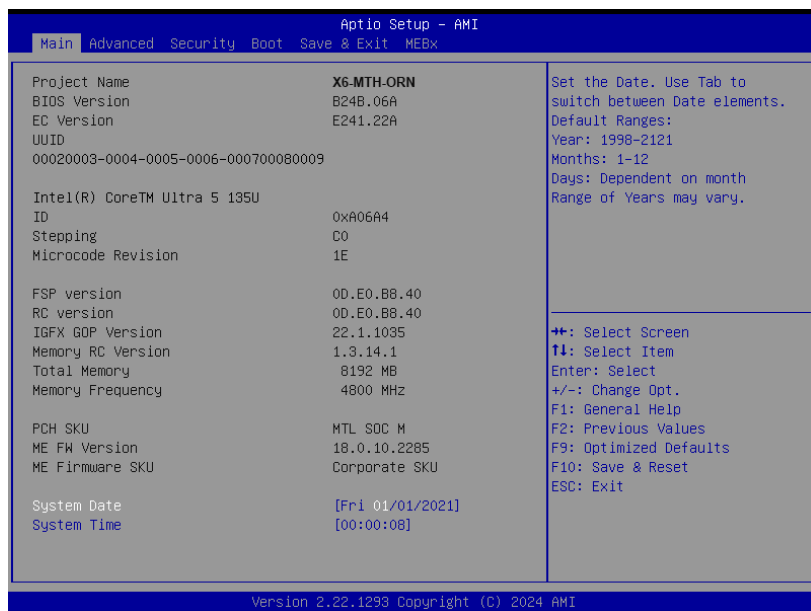 Aptio Setup – AMI
Main Advanced Security Boot Save & Exit MEBx
Project Name X6-MTH-ORN
BIOS Version B24B.06A
EC Version E241.22A
UUID
00020003-0004-0005-0006-000700080009
Intel(R) CoreTM Ultra 5 135U
ID 0xA06A4
Stepping C0
Microcode Revision 1E
FSP version 0D.E0.B8.40
RC version 0D.E0.B8.40
IGFX GOP Version 22.1.1035
Memory RC Version 1.3.14.1
Total Memory 8192 MB
Memory Frequency 4800 MHz
PCH SKU MTL SOC M
ME FW Version 18.0.10.2285
ME Firmware SKU Corporate SKU
System Date [Fri 01/01/2021]
System Time [00:00:08]
Set the Date. Use Tab to
switch between Date elements.
Default Ranges:
Year: 1998-2121
Months: 1-12
Days: Dependent on month
Range of Years may vary.
→←: Select Screen
↑↓: Select Item
Enter: Select
+/-: Change Opt.
F1: General Help
F2: Previous Values
F9: Optimized Defaults
F10: Save & Reset
ESC: Exit
Version 2.22.1293 Copyright (C) 2024 AMI